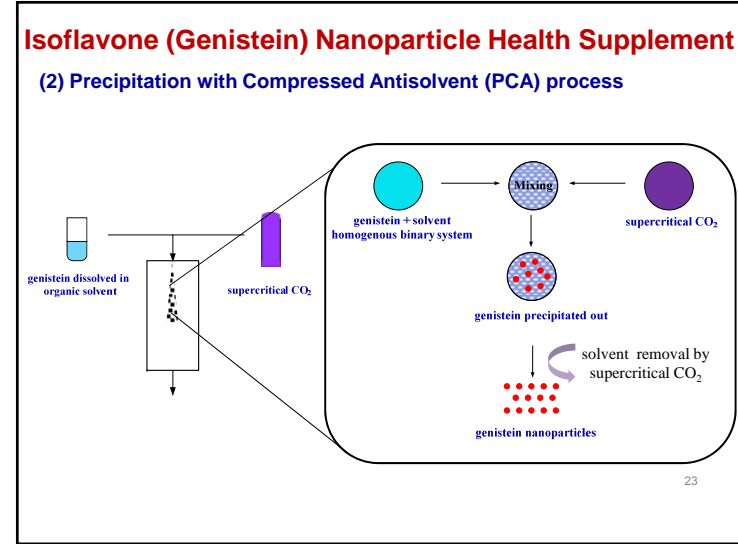 Isoflavone (Genistein) Nanoparticle Health Supplement
(2) Precipitation with Compressed Antisolvent (PCA) process
genistein dissolved in
organic solvent
supercritical CO₂
genistein + solvent
homogenous binary system
Mixing
supercritical CO₂
genistein precipitated out
solvent removal by
supercritical CO₂
genistein nanoparticles
23